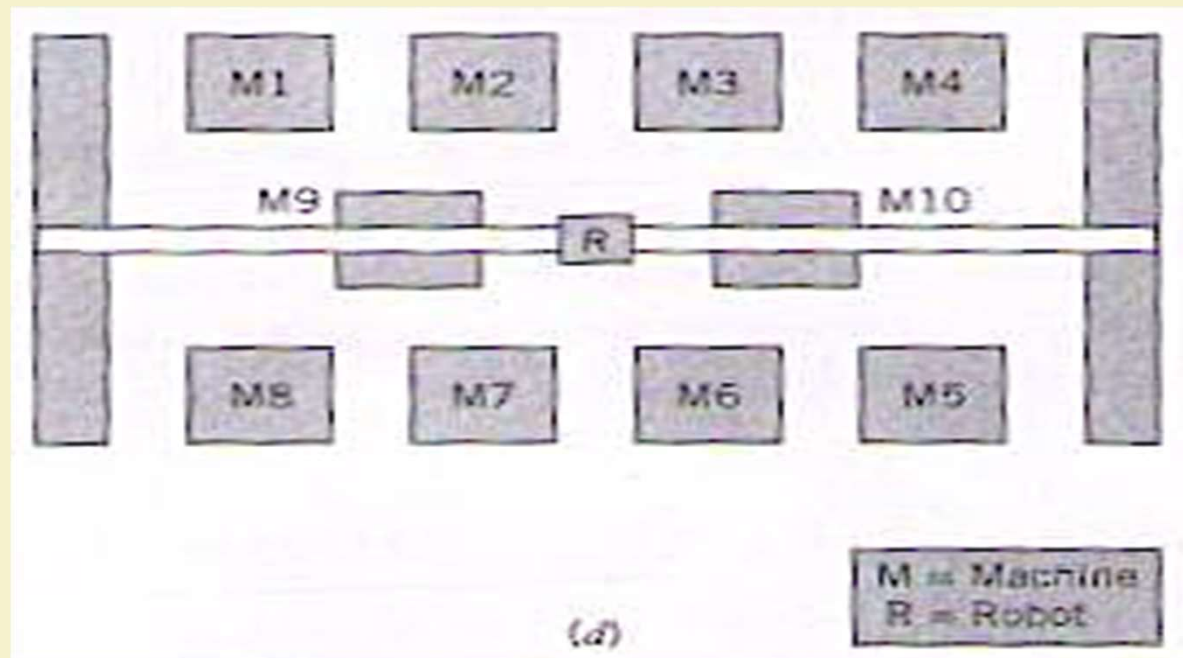 M1 M2 M3 M4
M9 M10
R
M8 M7 M6 M5
M = Machine
R = Robot
(d)